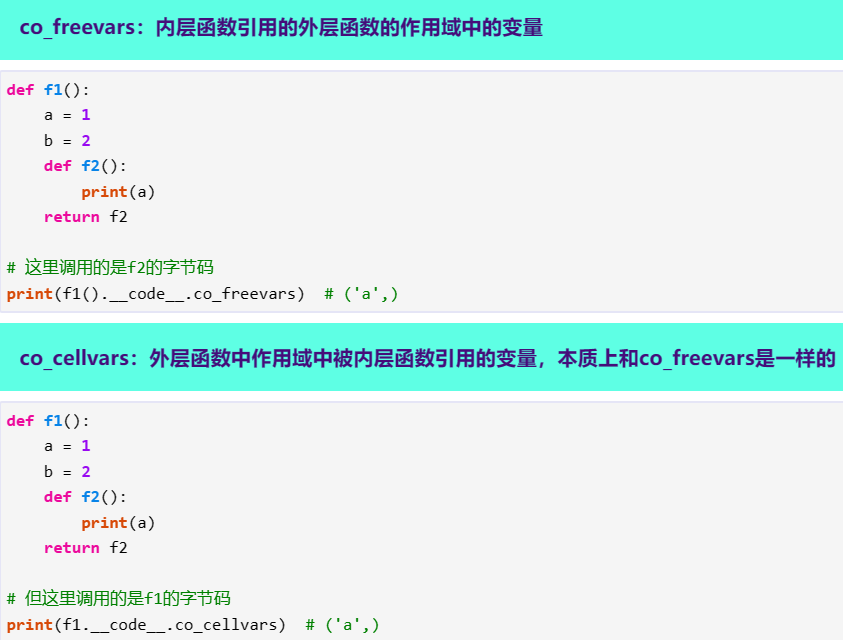 co_freevars：内层函数引用的外层函数的作用域中的变量
def f1():
    a = 1
    b = 2
    def f2():
        print(a)
    return f2
# 这里调用的是f2的字节码
print(f1().__code__.co_freevars)  # ('a',)
co_cellvars：外层函数中作用域中被内层函数引用的变量，本质上和co_freevars是一样的
def f1():
    a = 1
    b = 2
    def f2():
        print(a)
    return f2
# 但这里调用的是f1的字节码
print(f1.__code__.co_cellvars)  # ('a',)